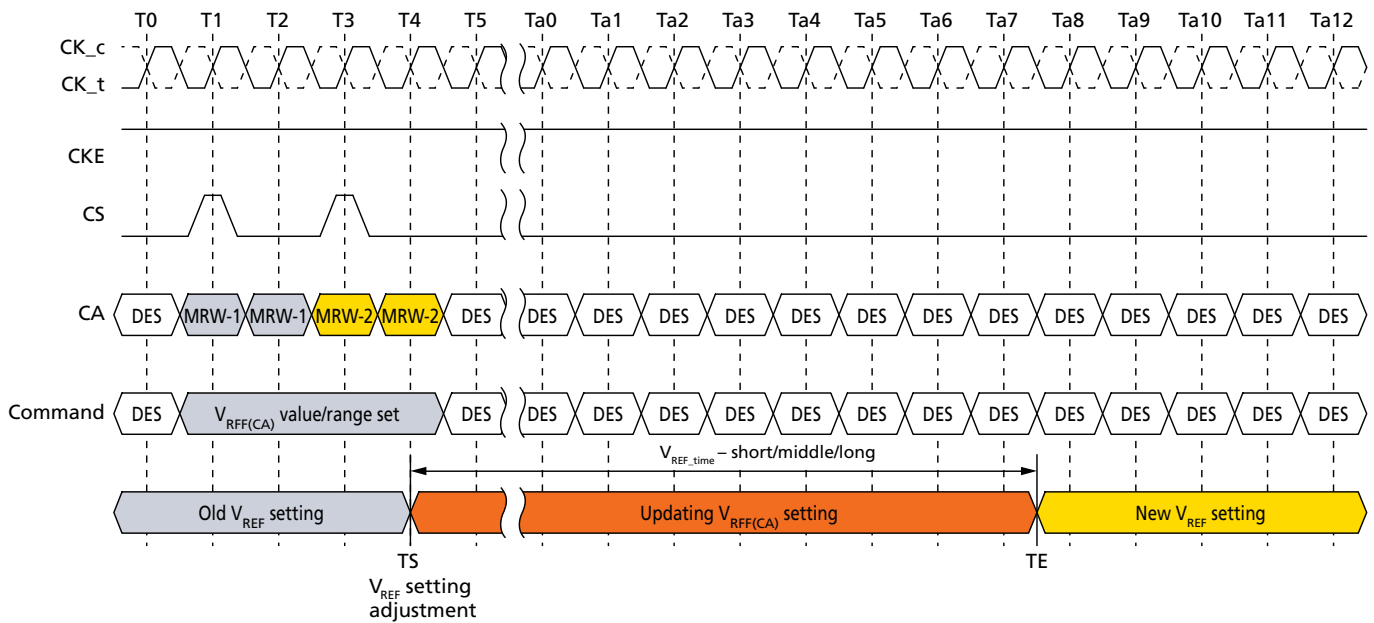 T0 T1 T2 T3 T4 T5 Ta0 Ta1 Ta2 Ta3 Ta4 Ta5 Ta6 Ta7 Ta8 Ta9 Ta10 Ta11 Ta12
CK_c
CK_t
CKE
CS
CA DES MRW-1 MRW-1 MRW-2 MRW-2 DES DES DES DES DES DES DES DES DES DES DES DES DES DES
Command DES VRFF(CA) value/range set DES DES DES DES DES DES DES DES DES DES DES DES DES DES
VREF_time – short/middle/long
Old VREF setting Updating VRFF(CA) setting New VREF setting
TS TE
VREF setting
adjustment